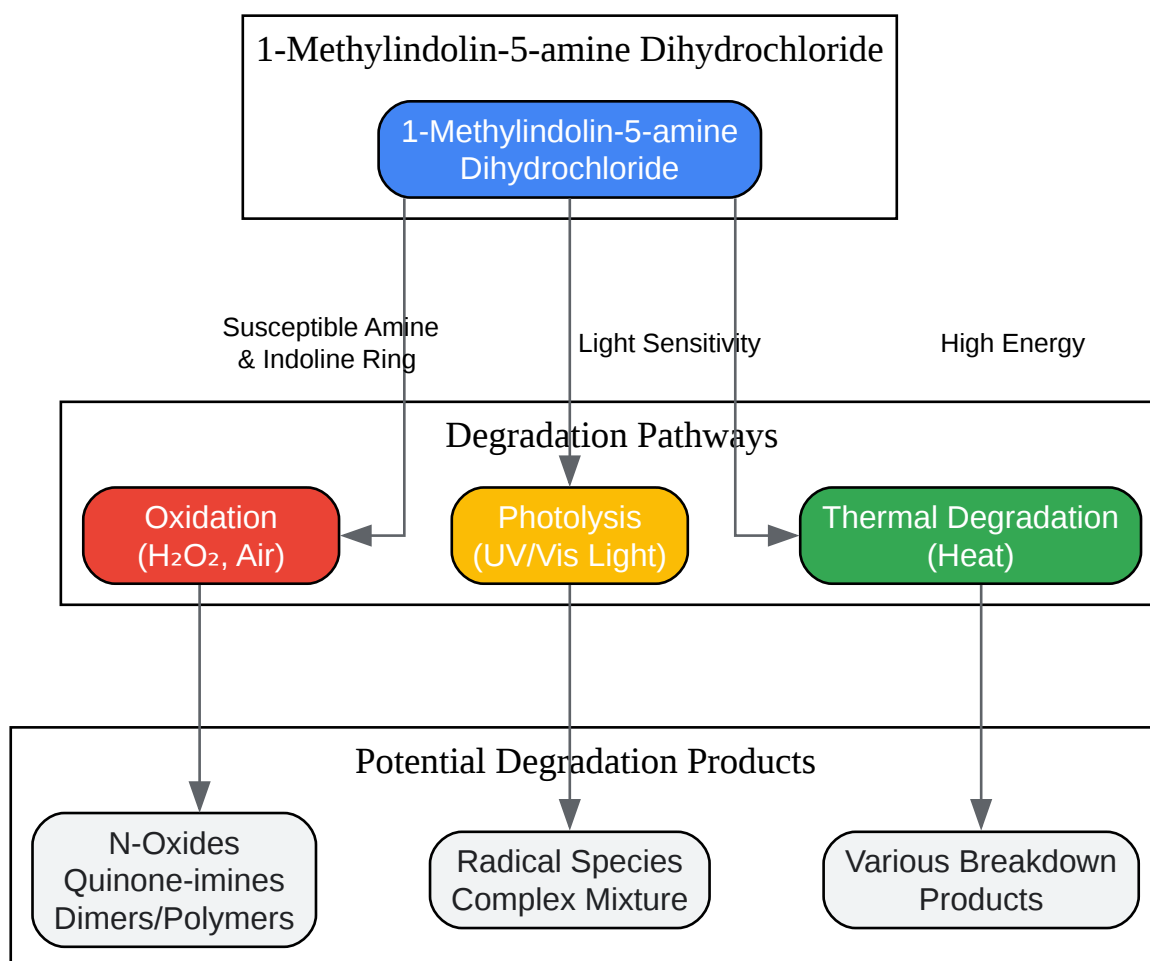 1-Methylindolin-5-amine Dihydrochloride
1-Methylindolin-5-amine
Dihydrochloride
Susceptible Amine
& Indoline Ring
Light Sensitivity
High Energy
Degradation Pathways
Oxidation
(H₂O₂, Air)
Photolysis
(UV/Vis Light)
Thermal Degradation
(Heat)
Potential Degradation Products
N-Oxides
Quinone-imines
Dimers/Polymers
Radical Species
Complex Mixture
Various Breakdown
Products